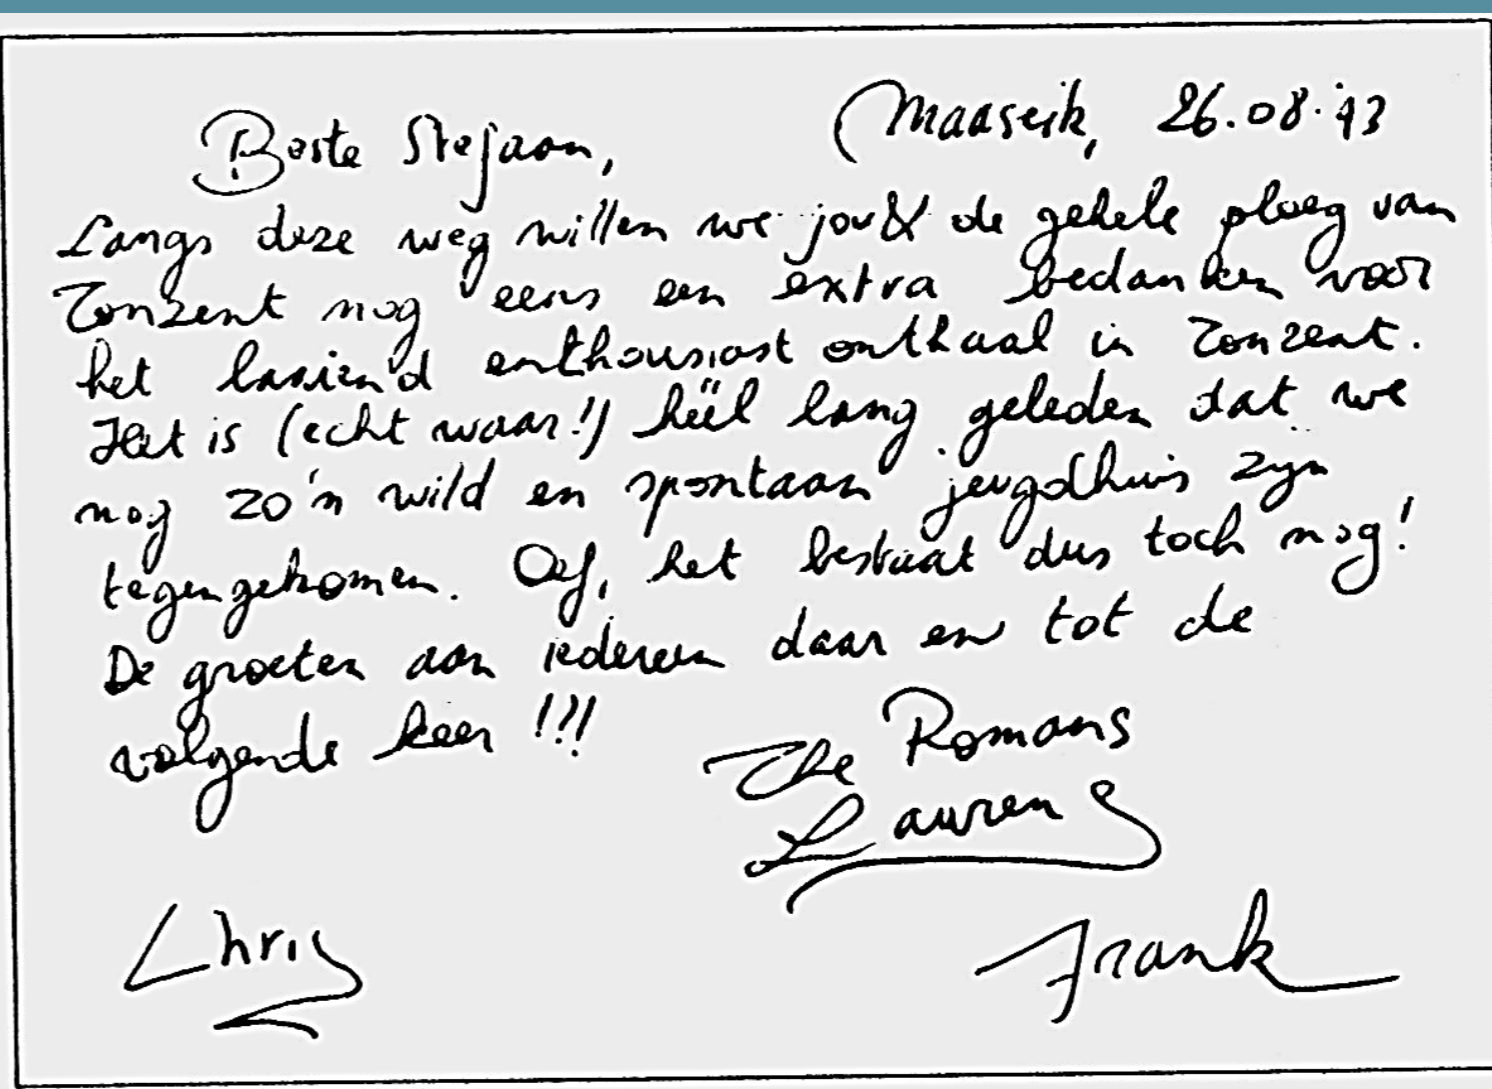 Beste Stefaan, Maaseik, 26.08.'93
Langs deze weg willen we jou & de gehele ploeg van
Tonzent nog eens een extra bedanken voor
het laaiend enthousiast onthaal in Tonzent.
Het is (echt waar!) héél lang geleden dat we
nog zo'n wild en spontaan jeugdhuis zijn
tegengekomen. Oef, het bestaat dus toch nog!
De groeten aan iedereen daar en tot de
volgende keer !!!
The Romans
Laurens
Chris
Frank